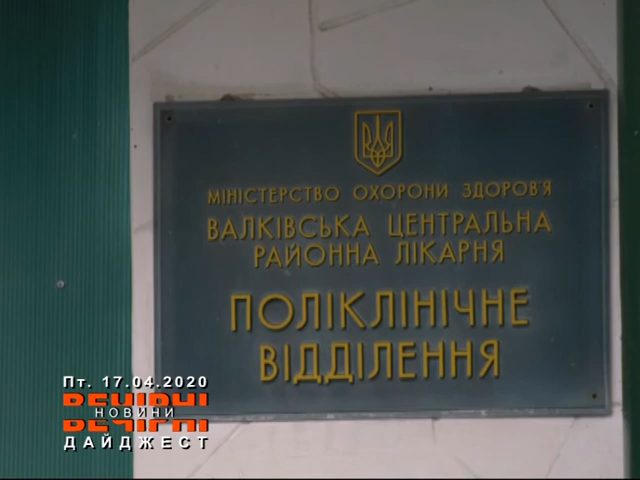 МІНІСТЕРСТВО ОХОРОНИ ЗДОРОВ'Я
ВАЛКІВСЬКА ЦЕНТРАЛЬНА
РАЙОННА ЛІКАРНЯ
ПОЛІКЛІНІЧНЕ
ВІДДІЛЕННЯ
Пт. 17.04.2020
ВЕЧІРНІ
НОВИНИ
ДАЙДЖЕСТ